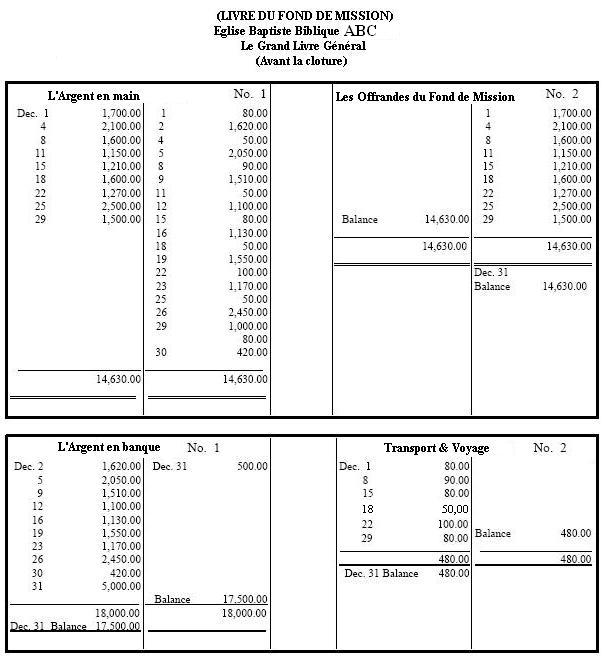 (LIVRE DU FOND DE MISSION)
Eglise Baptiste Biblique ABC
Le Grand Livre Général
(Avant la cloture)
L'Argent en main No. 1
Dec. 1 1,700.00 1 80.00
4 2,100.00 2 1,620.00
8 1,600.00 4 50.00
11 1,150.00 5 2,050.00
15 1,210.00 8 90.00
18 1,600.00 9 1,510.00
22 1,270.00 11 50.00
25 2,500.00 12 1,100.00
29 1,500.00 15 80.00
16 1,130.00
18 50.00
19 1,550.00
22 100.00
23 1,170.00
25 50.00
26 2,450.00
29 1,000.00
80.00
30 420.00
14,630.00 14,630.00
Les Offrandes du Fond de Mission No. 2
1 1,700.00
4 2,100.00
8 1,600.00
11 1,150.00
15 1,210.00
18 1,600.00
22 1,270.00
25 2,500.00
Balance 14,630.00 29 1,500.00
14,630.00 14,630.00
Dec. 31
Balance 14,630.00
L'Argent en banque No. 1
Dec. 2 1,620.00 Dec. 31 500.00
5 2,050.00
9 1,510.00
12 1,100.00
16 1,130.00
19 1,550.00
23 1,170.00
26 2,450.00
30 420.00
31 5,000.00
Balance 17,500.00
18,000.00 18,000.00
Dec. 31 Balance 17,500.00
Transport & Voyage No. 2
Dec. 1 80.00
8 90.00
15 80.00
18 50,00
22 100.00
29 80.00 Balance 480.00
480.00 480.00
Dec. 31 Balance 480.00